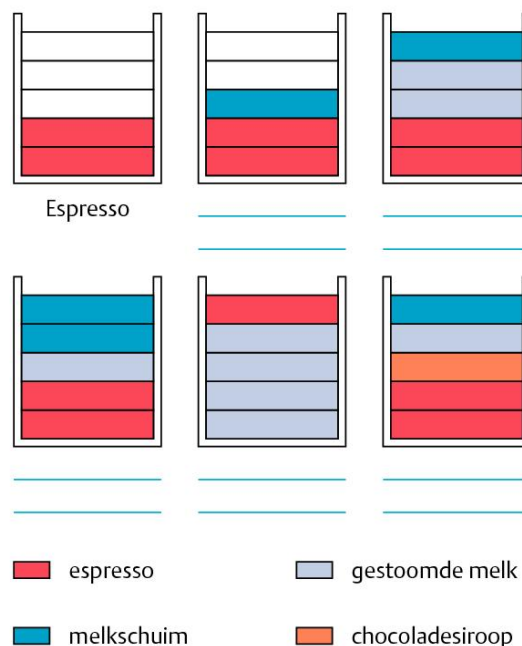 Espresso
espresso
gestoomde melk
melkschuim
chocoladesiroop